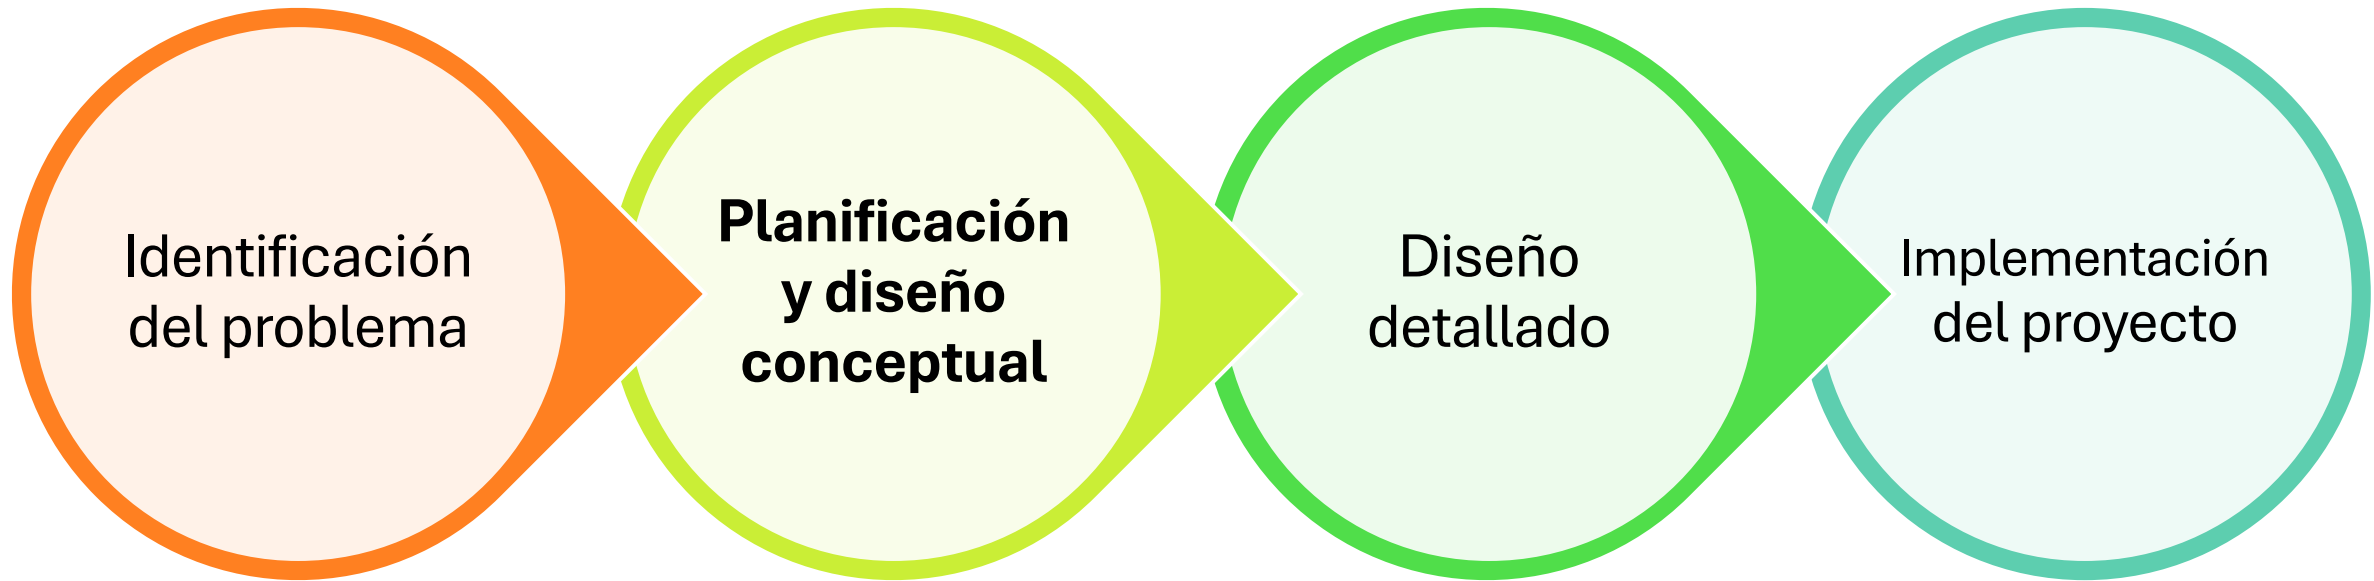 Identificación
del problema
Planificación
y diseño
conceptual
Diseño
detallado
Implementación
del proyecto